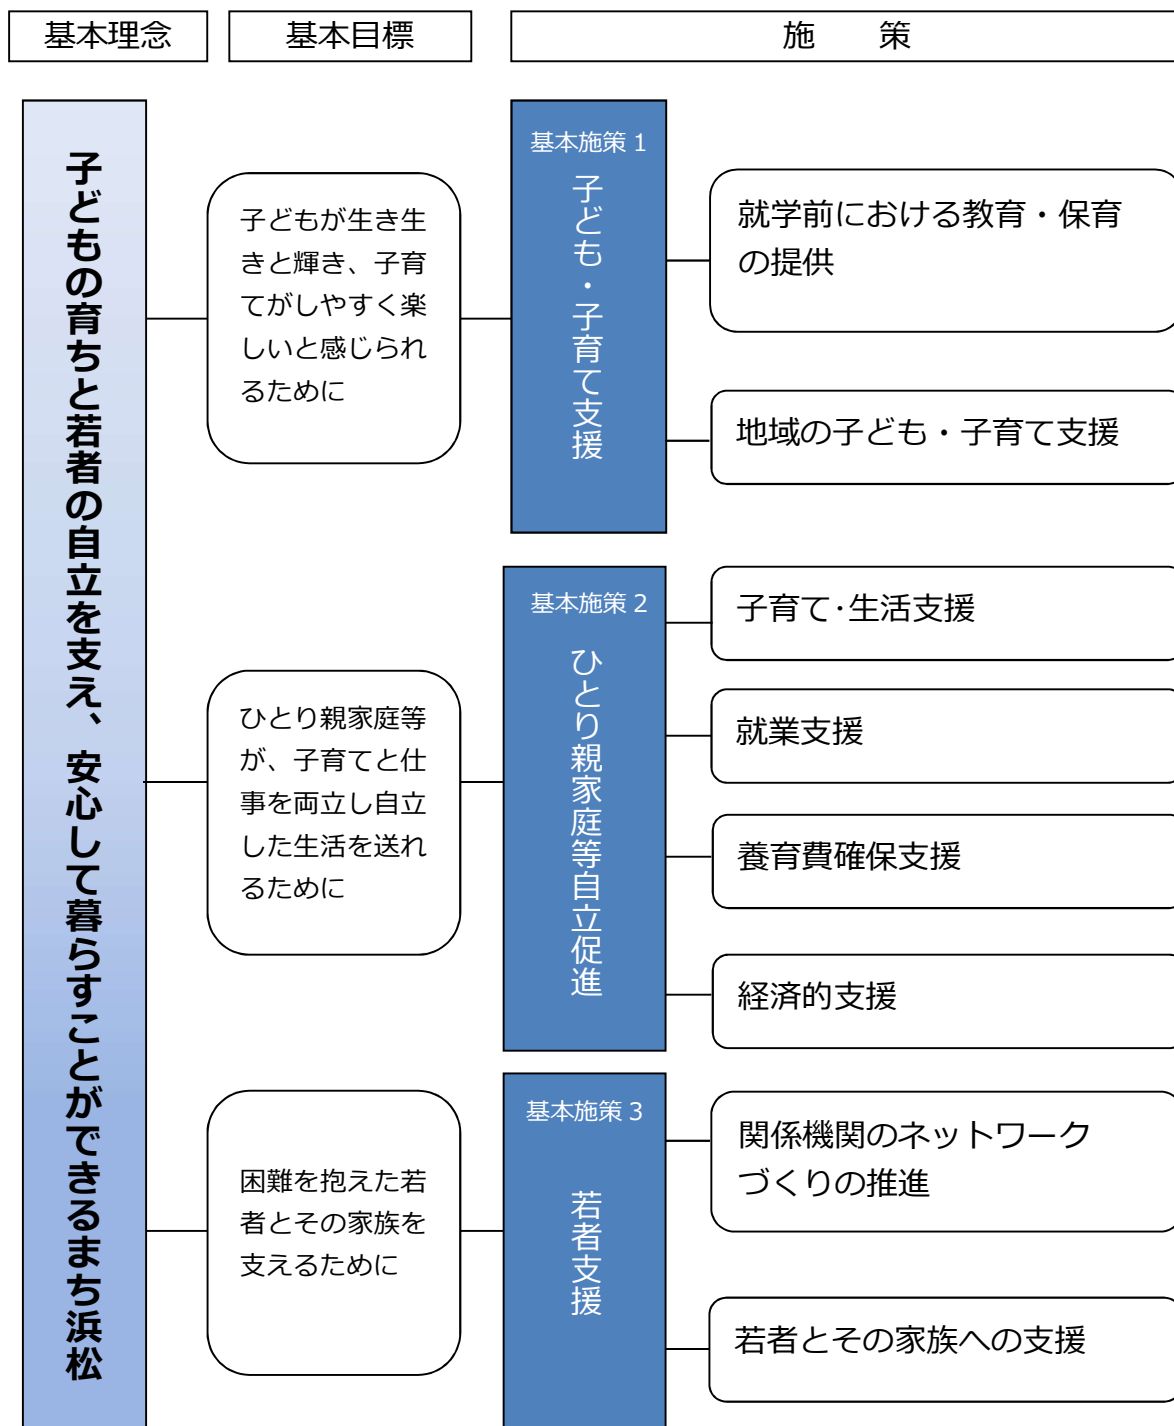 基本理念
基本目標
施　策
子どもの育ちと若者の自立を支え、安心して暮らすことができるまち浜松
子どもが生き生
きと輝き、子育
てがしやすく楽
しいと感じられ
るために
基本施策1
子ども・子育て支援
就学前における教育・保育
の提供
地域の子ども・子育て支援
ひとり親家庭等
が、子育てと仕
事を両立し自立
した生活を送れ
るために
基本施策2
ひとり親家庭等自立促進
子育て･生活支援
就業支援
養育費確保支援
経済的支援
困難を抱えた若
者とその家族を
支えるために
基本施策3
若者支援
関係機関のネットワーク
づくりの推進
若者とその家族への支援